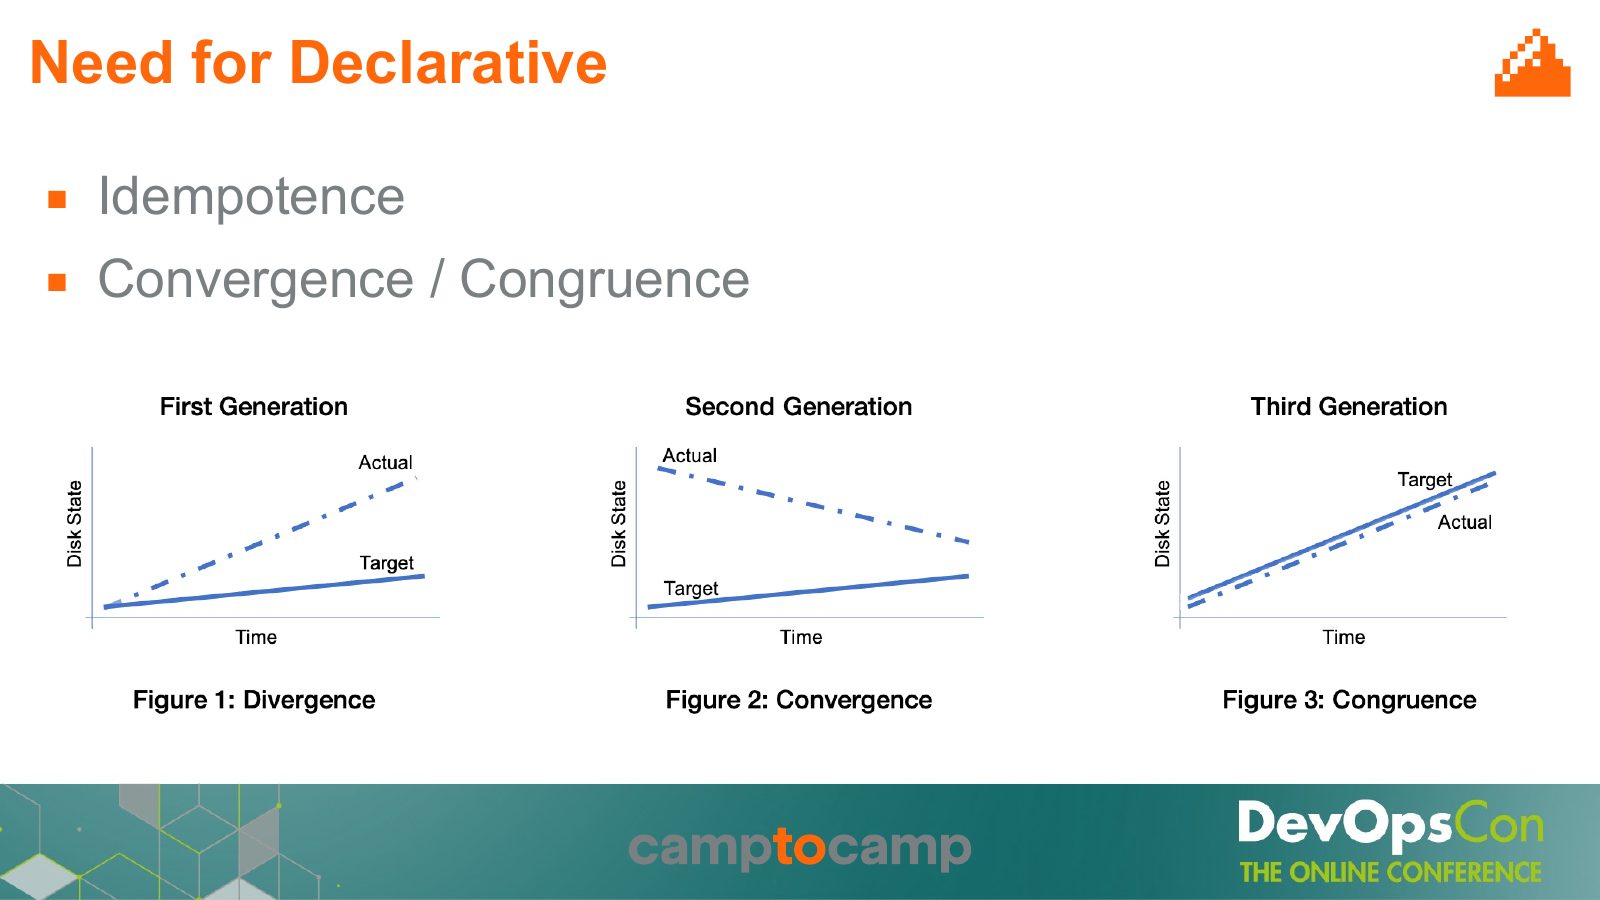 Need for Declarative
Idempotence
Convergence / Congruence
First Generation
Actual
Target
Disk State
Time
Figure 1: Divergence
Second Generation
Actual
Target
Disk State
Time
Figure 2: Convergence
Third Generation
Target
Actual
Disk State
Time
Figure 3: Congruence
camptocamp
DevOpsCon
THE ONLINE CONFERENCE